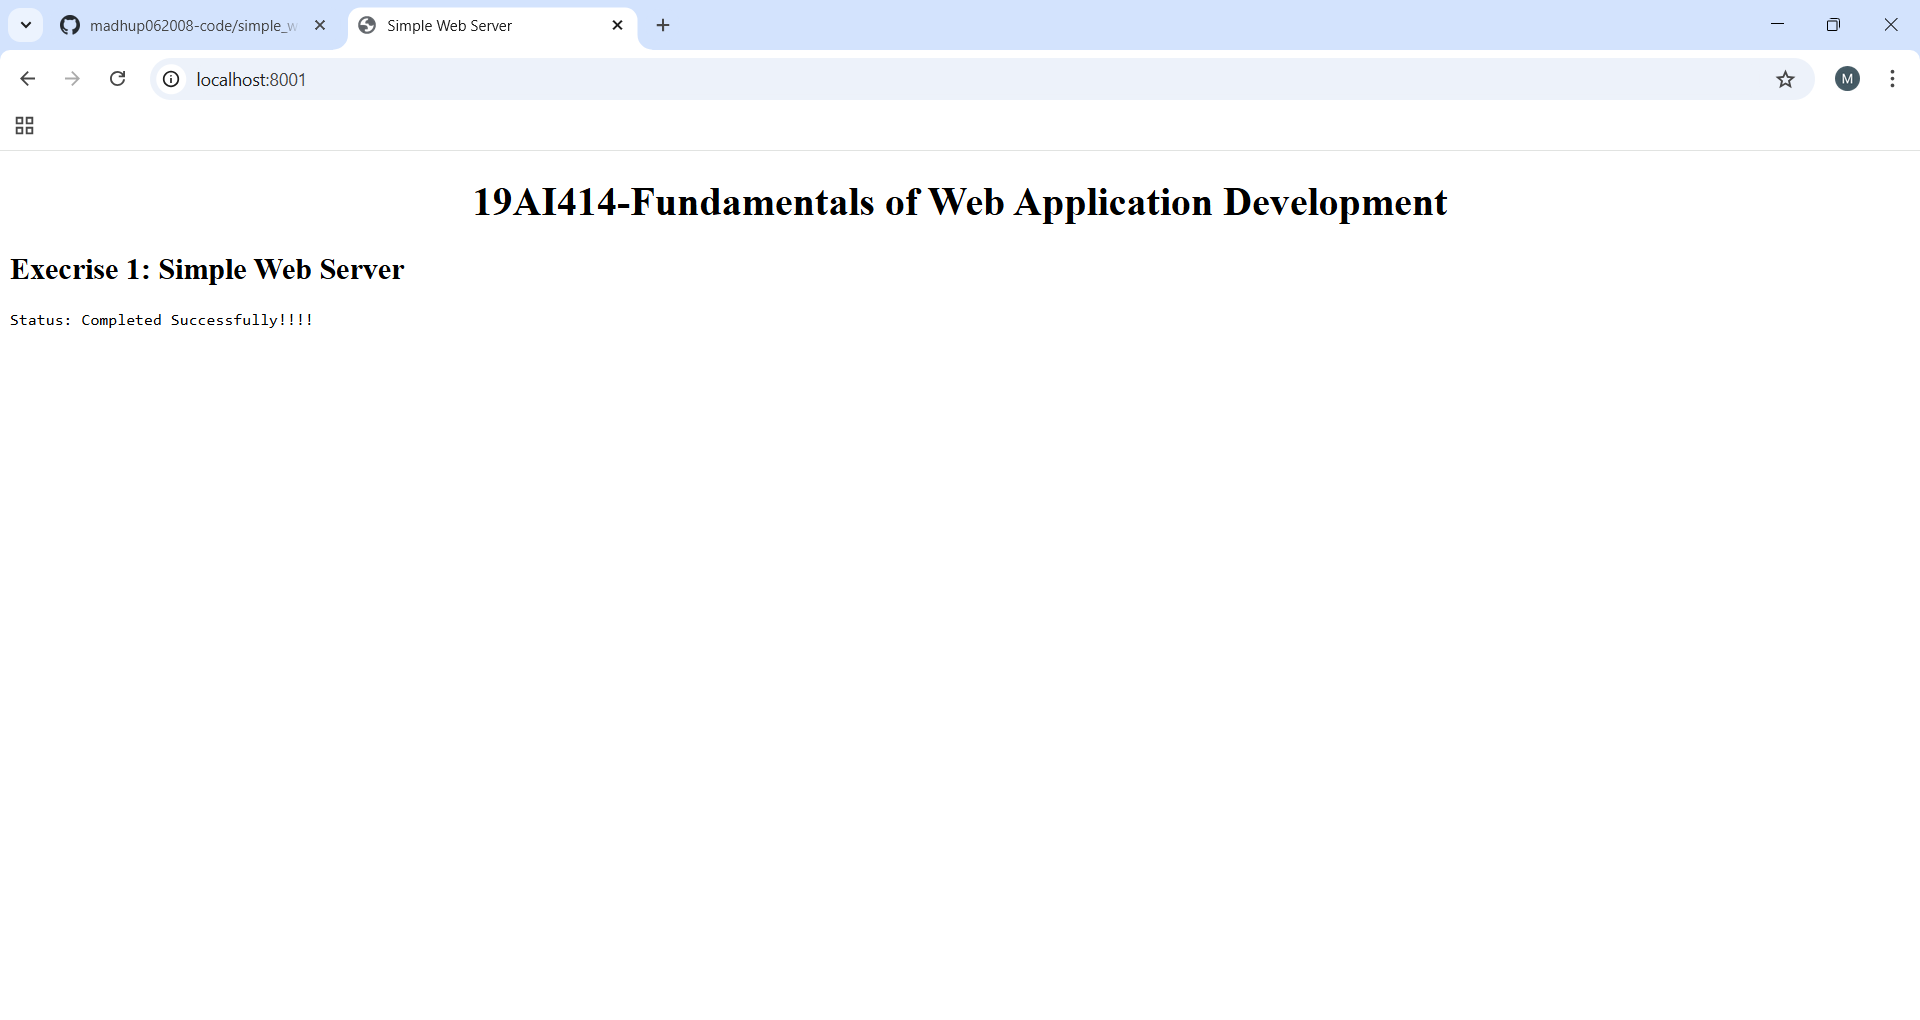 madhup062008-code/simple_w
Simple Web Server
localhost:8001
M
19AI414-Fundamentals of Web Application Development
Execrise 1: Simple Web Server
Status: Completed Successfully!!!!